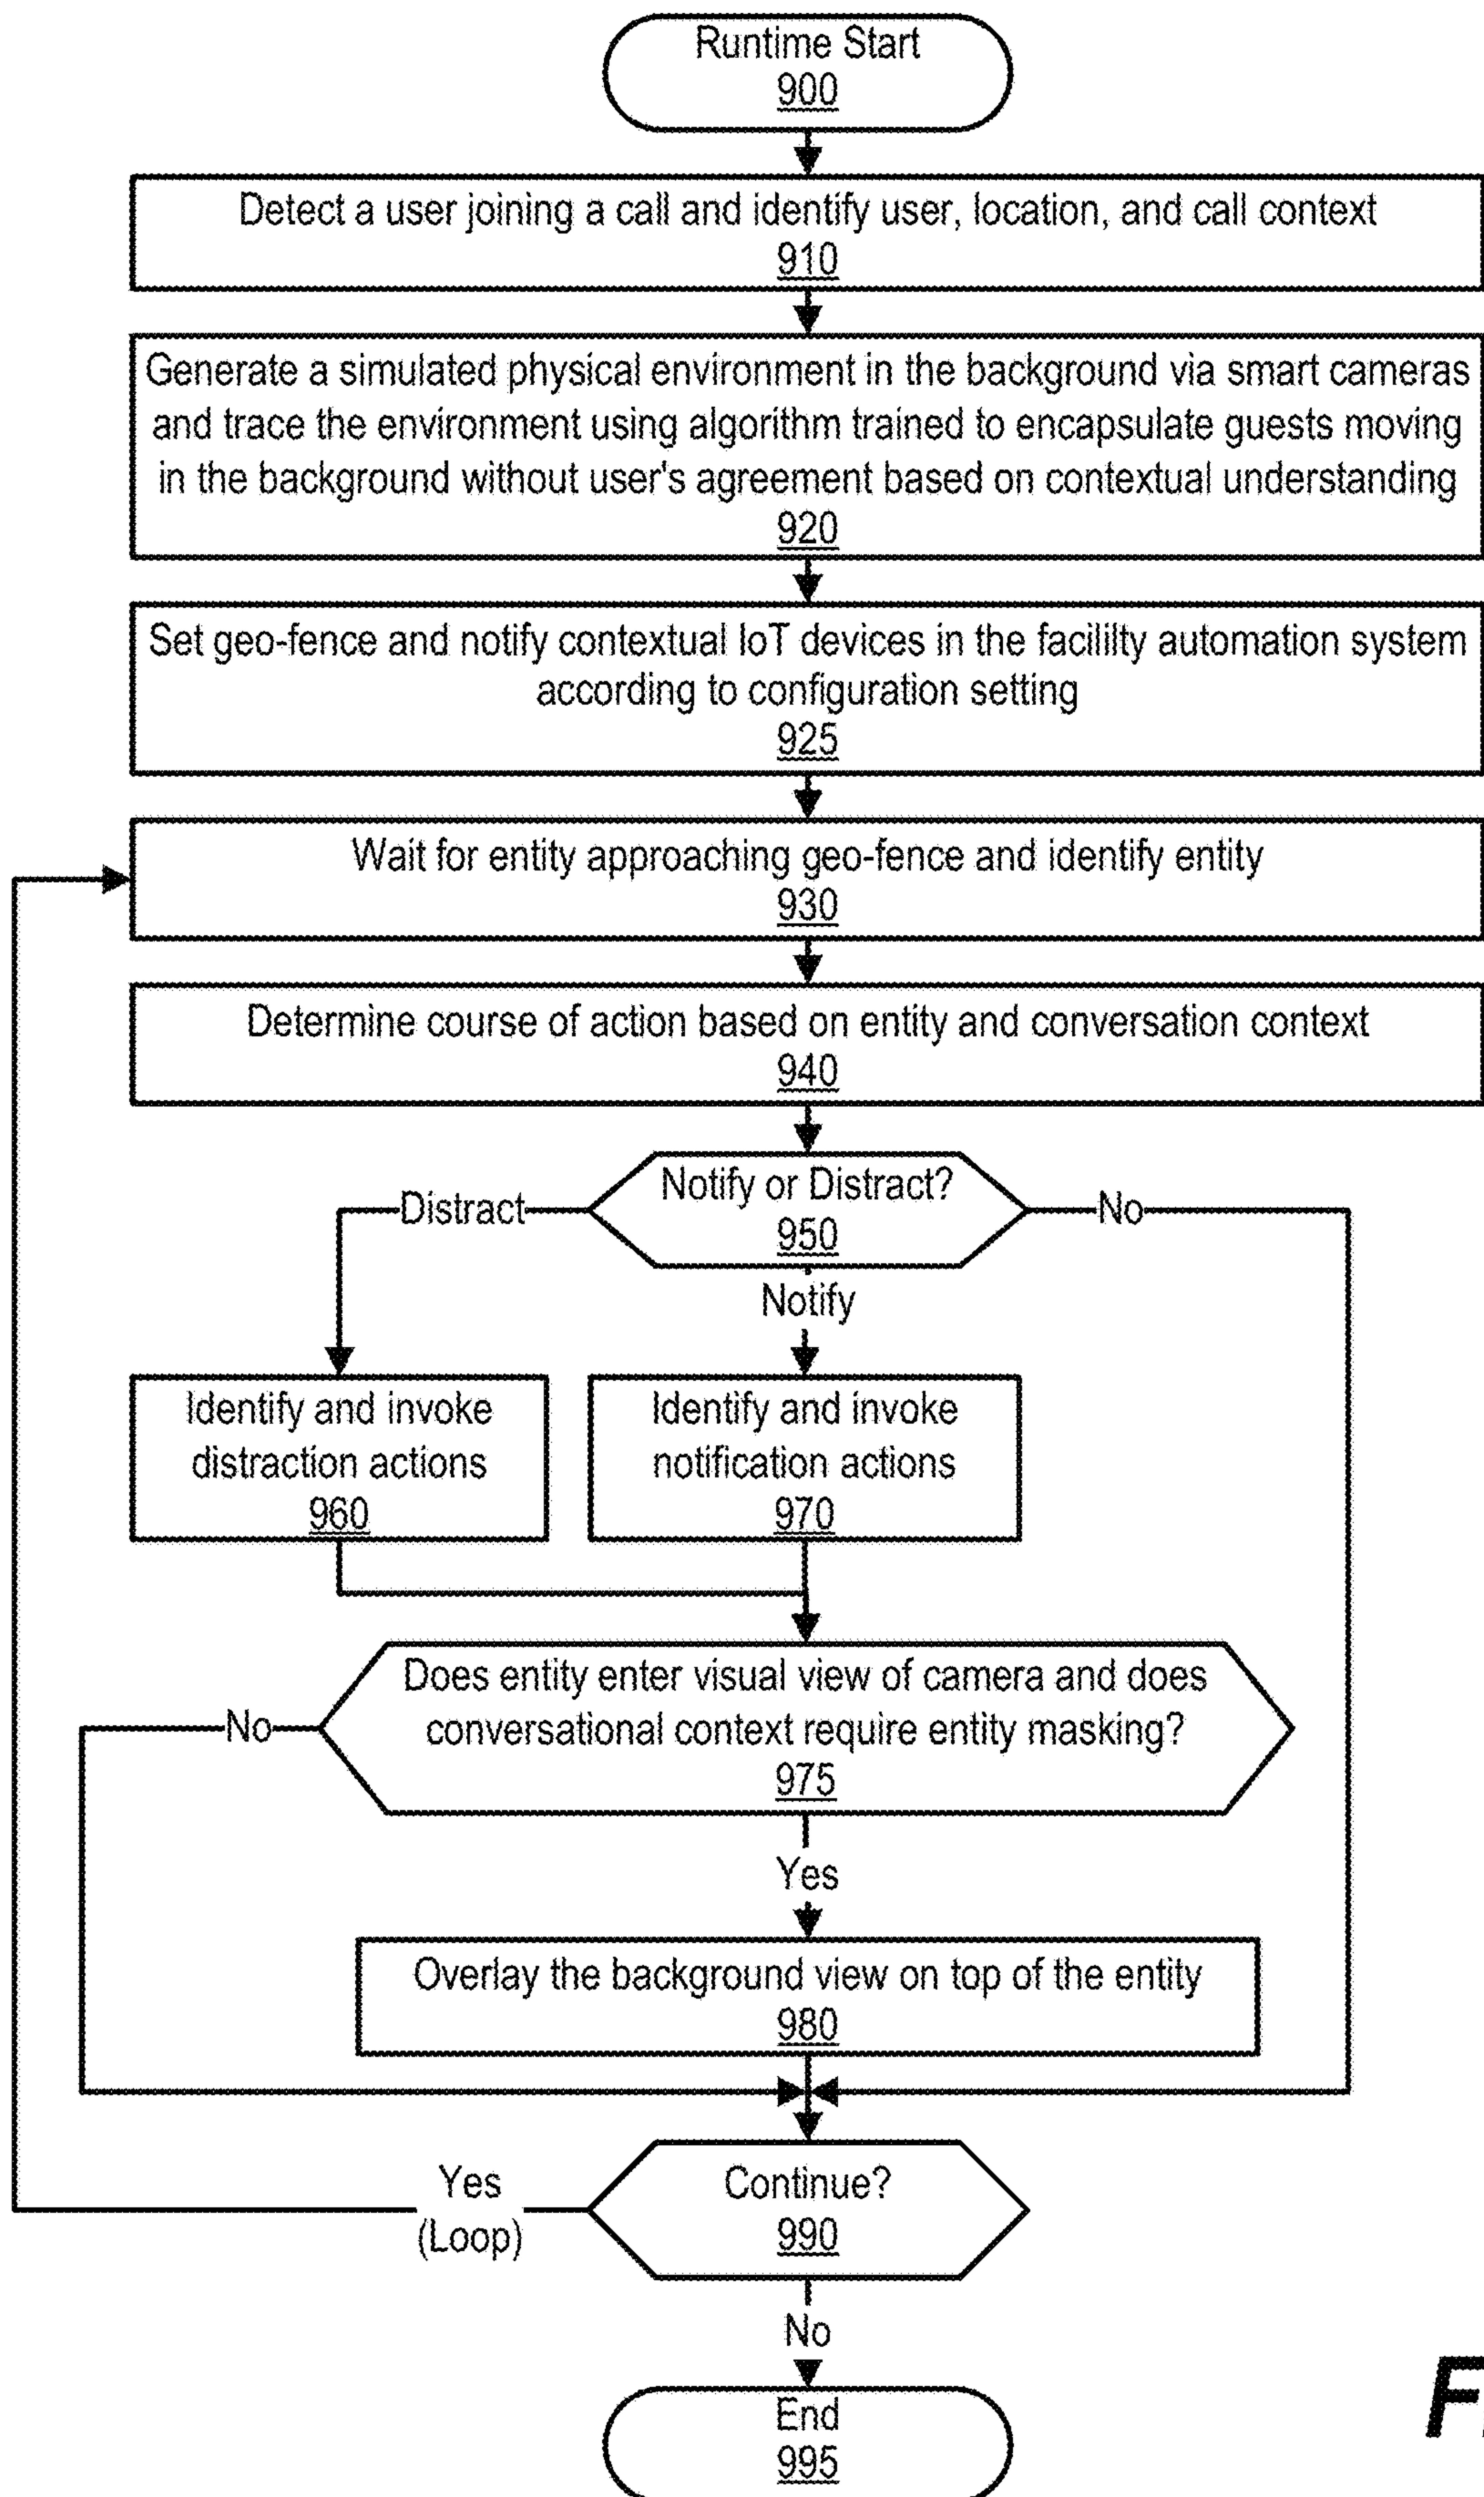 Runtime Start
900
Detect a user joining a call and identify user, location, and call context
910
Generate a simulated physical environment in the background via smart cameras
and trace the environment using algorithm trained to encapsulate guests moving
in the background without user's agreement based on contextual understanding
920
Set geo-fence and notify contextual IoT devices in the facililty automation system
according to configuration setting
925
Wait for entity approaching geo-fence and identify entity
930
Determine course of action based on entity and conversation context
940
Notify or Distract?
950
Distract
No
Notify
Identify and invoke
distraction actions
960
Identify and invoke
notification actions
970
Does entity enter visual view of camera and does
conversational context require entity masking?
975
No
Yes
Overlay the background view on top of the entity
980
Continue?
990
Yes
(Loop)
No
End
995